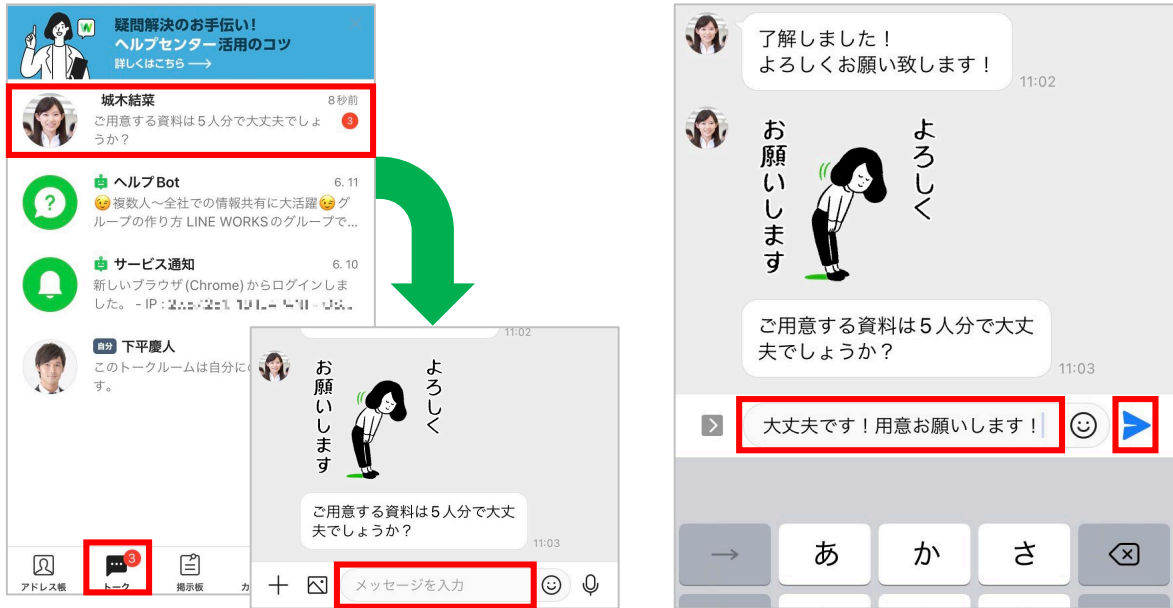 疑問解決のお手伝い!
ヘルプセンター活用のコツ
詳しくはこちら →
城木結菜
8秒前
ご用意する資料は5人分で大丈夫でしょ
うか？
3
ヘルプBot
6. 11
😉複数人～全社での情報共有に大活躍😉グ
ループの作り方 LINE WORKSのグループで...
サービス通知
6. 10
新しいブラウザ(Chrome)からログインしま
した。 - IP :
自分 下平慶人
このトークルームは自分に
す。
アドレス帳
3
トーク
掲示板
カ
11:02
よろしく
お願いします
ご用意する資料は5人分で大丈
夫でしょうか？
11:03
メッセージを入力
了解しました！
よろしくお願い致します！
11:02
よろしく
お願いします
ご用意する資料は5人分で大丈
夫でしょうか？
11:03
大丈夫です！用意お願いします！
→
あ
か
さ